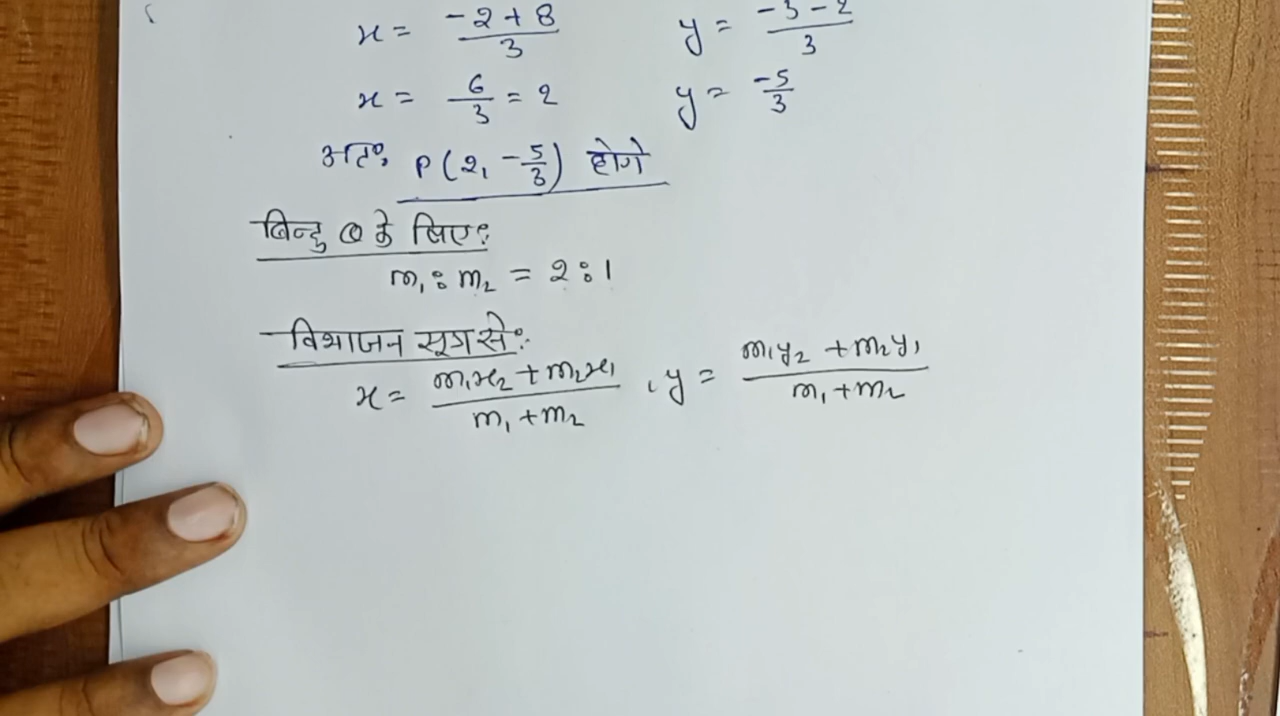 x = (-2+8)/3 y = (-3-2)/3
x = 6/3 = 2 y = -5/3
अतः, P(2, -5/3) होगे
बिन्दु Q के लिए:
m₁:m₂ = 2:1
विभाजन सूत्र से:
x = (m₁x₂+m₂x₁)/(m₁+m₂) , y = (m₁y₂+m₂y₁)/(m₁+m₂)